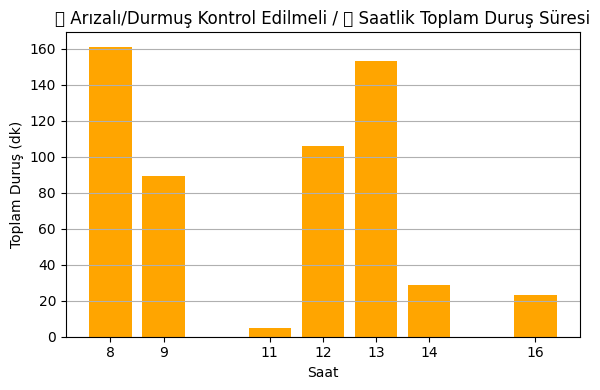 Arızalı/Durmuş Kontrol Edilmeli / Saatlik Toplam Duruş Süresi
Toplam Duruş (dk)
160
140
120
100
80
60
40
20
0
8 9 11 12 13 14 16
Saat